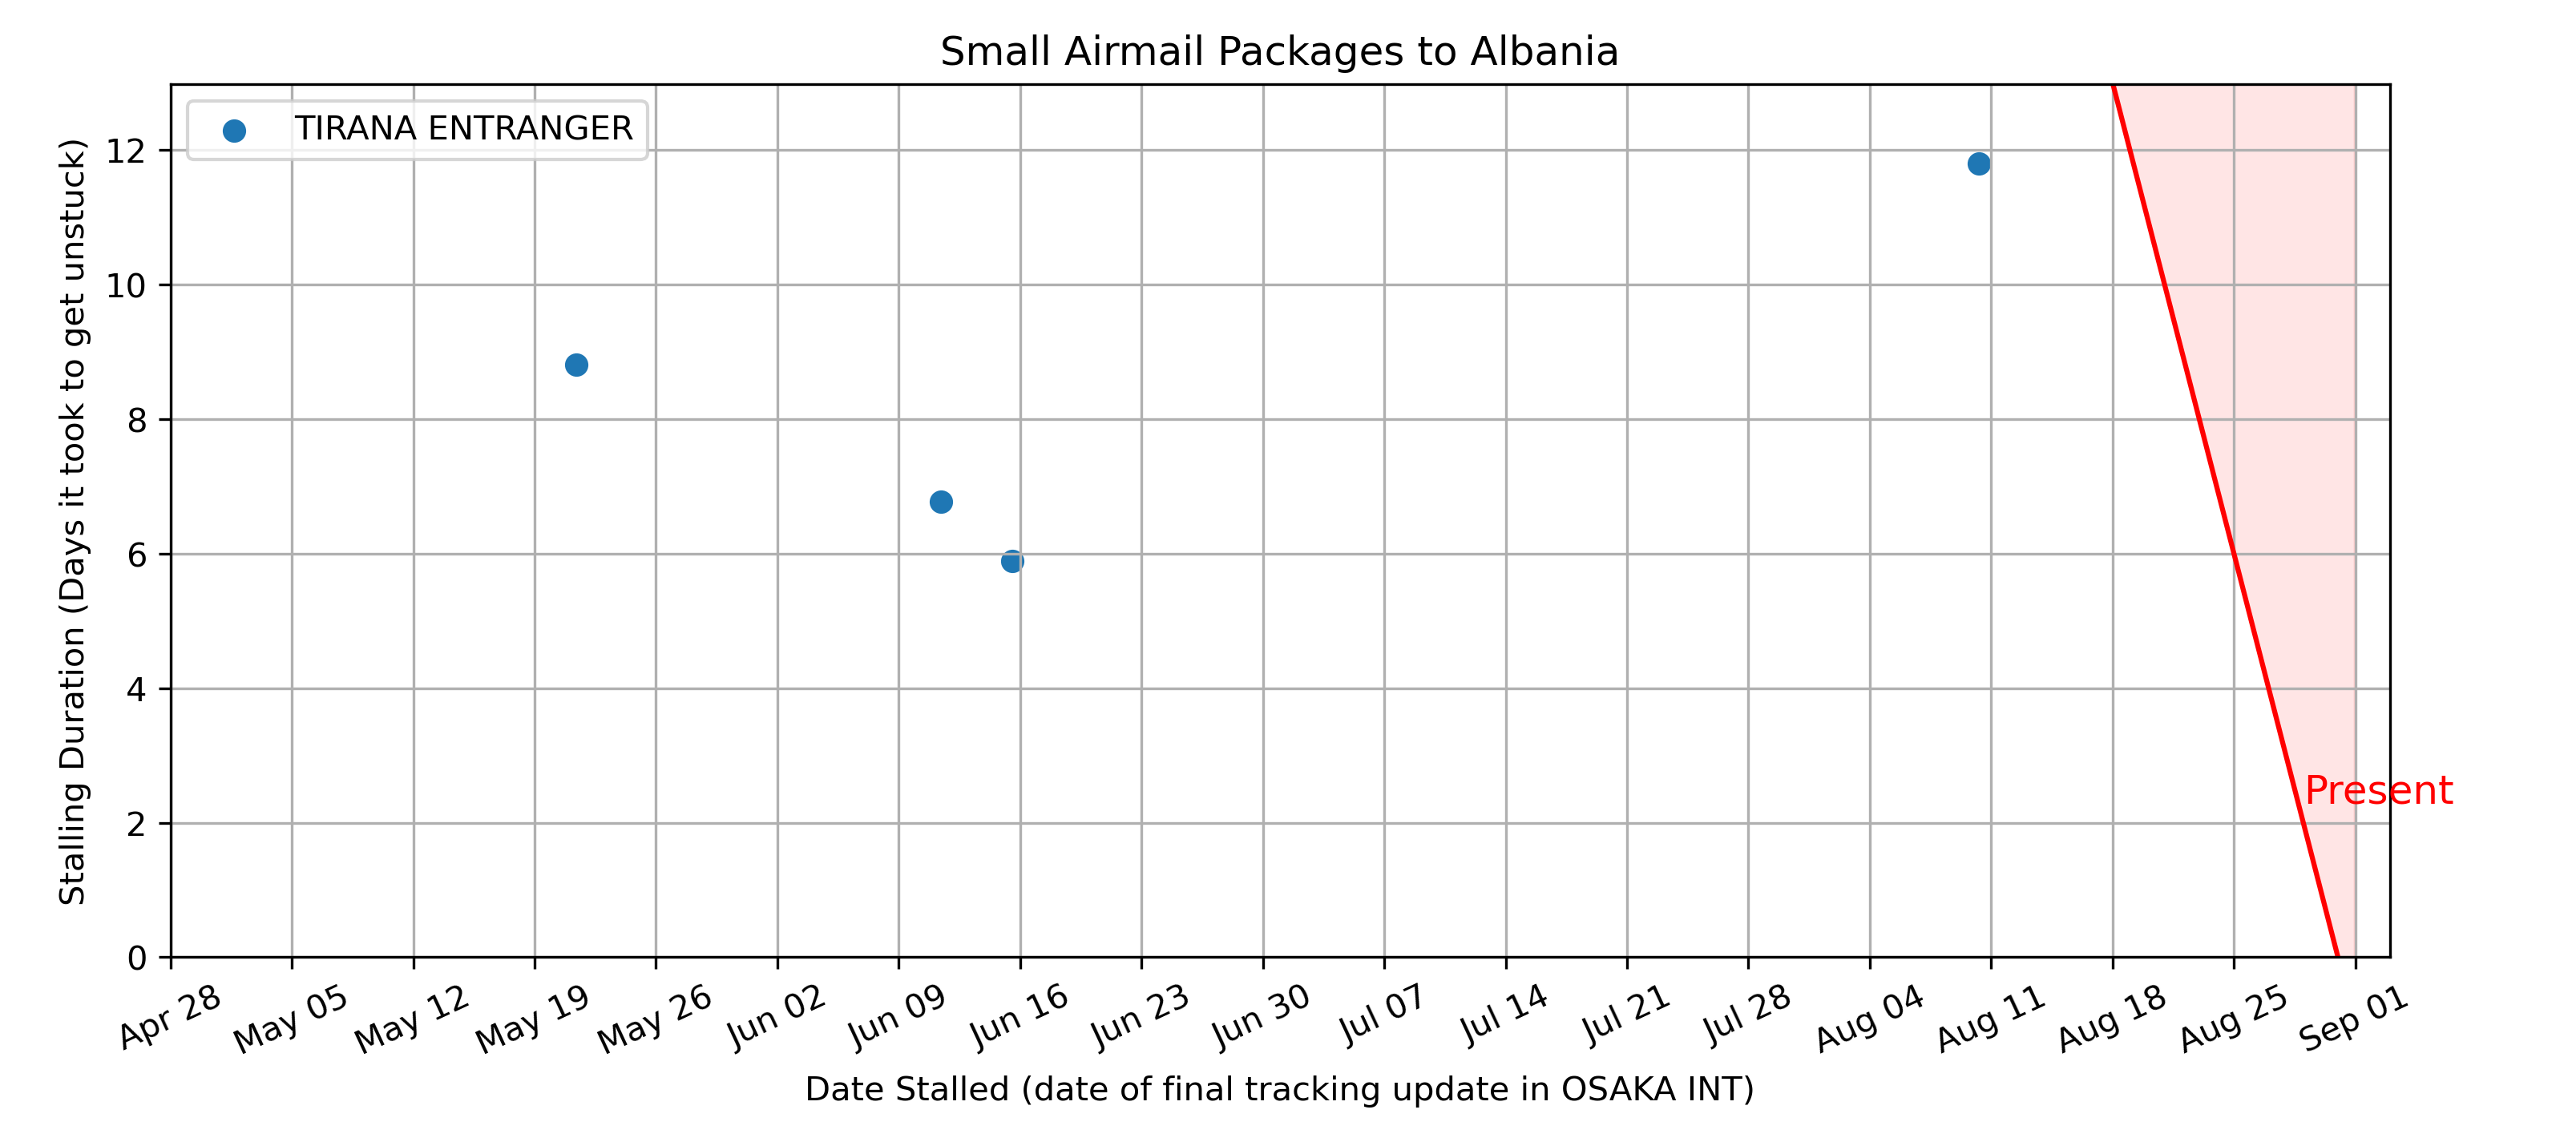 Small Airmail Packages to Albania
TIRANA ENTRANGER
Stalling Duration (Days it took to get unstuck)
12
10
8
6
4
2
0
Present
Apr 28
May 05
May 12
May 19
May 26
Jun 02
Jun 09
Jun 16
Jun 23
Jun 30
Jul 07
Jul 14
Jul 21
Jul 28
Aug 04
Aug 11
Aug 18
Aug 25
Sep 01
Date Stalled (date of final tracking update in OSAKA INT)